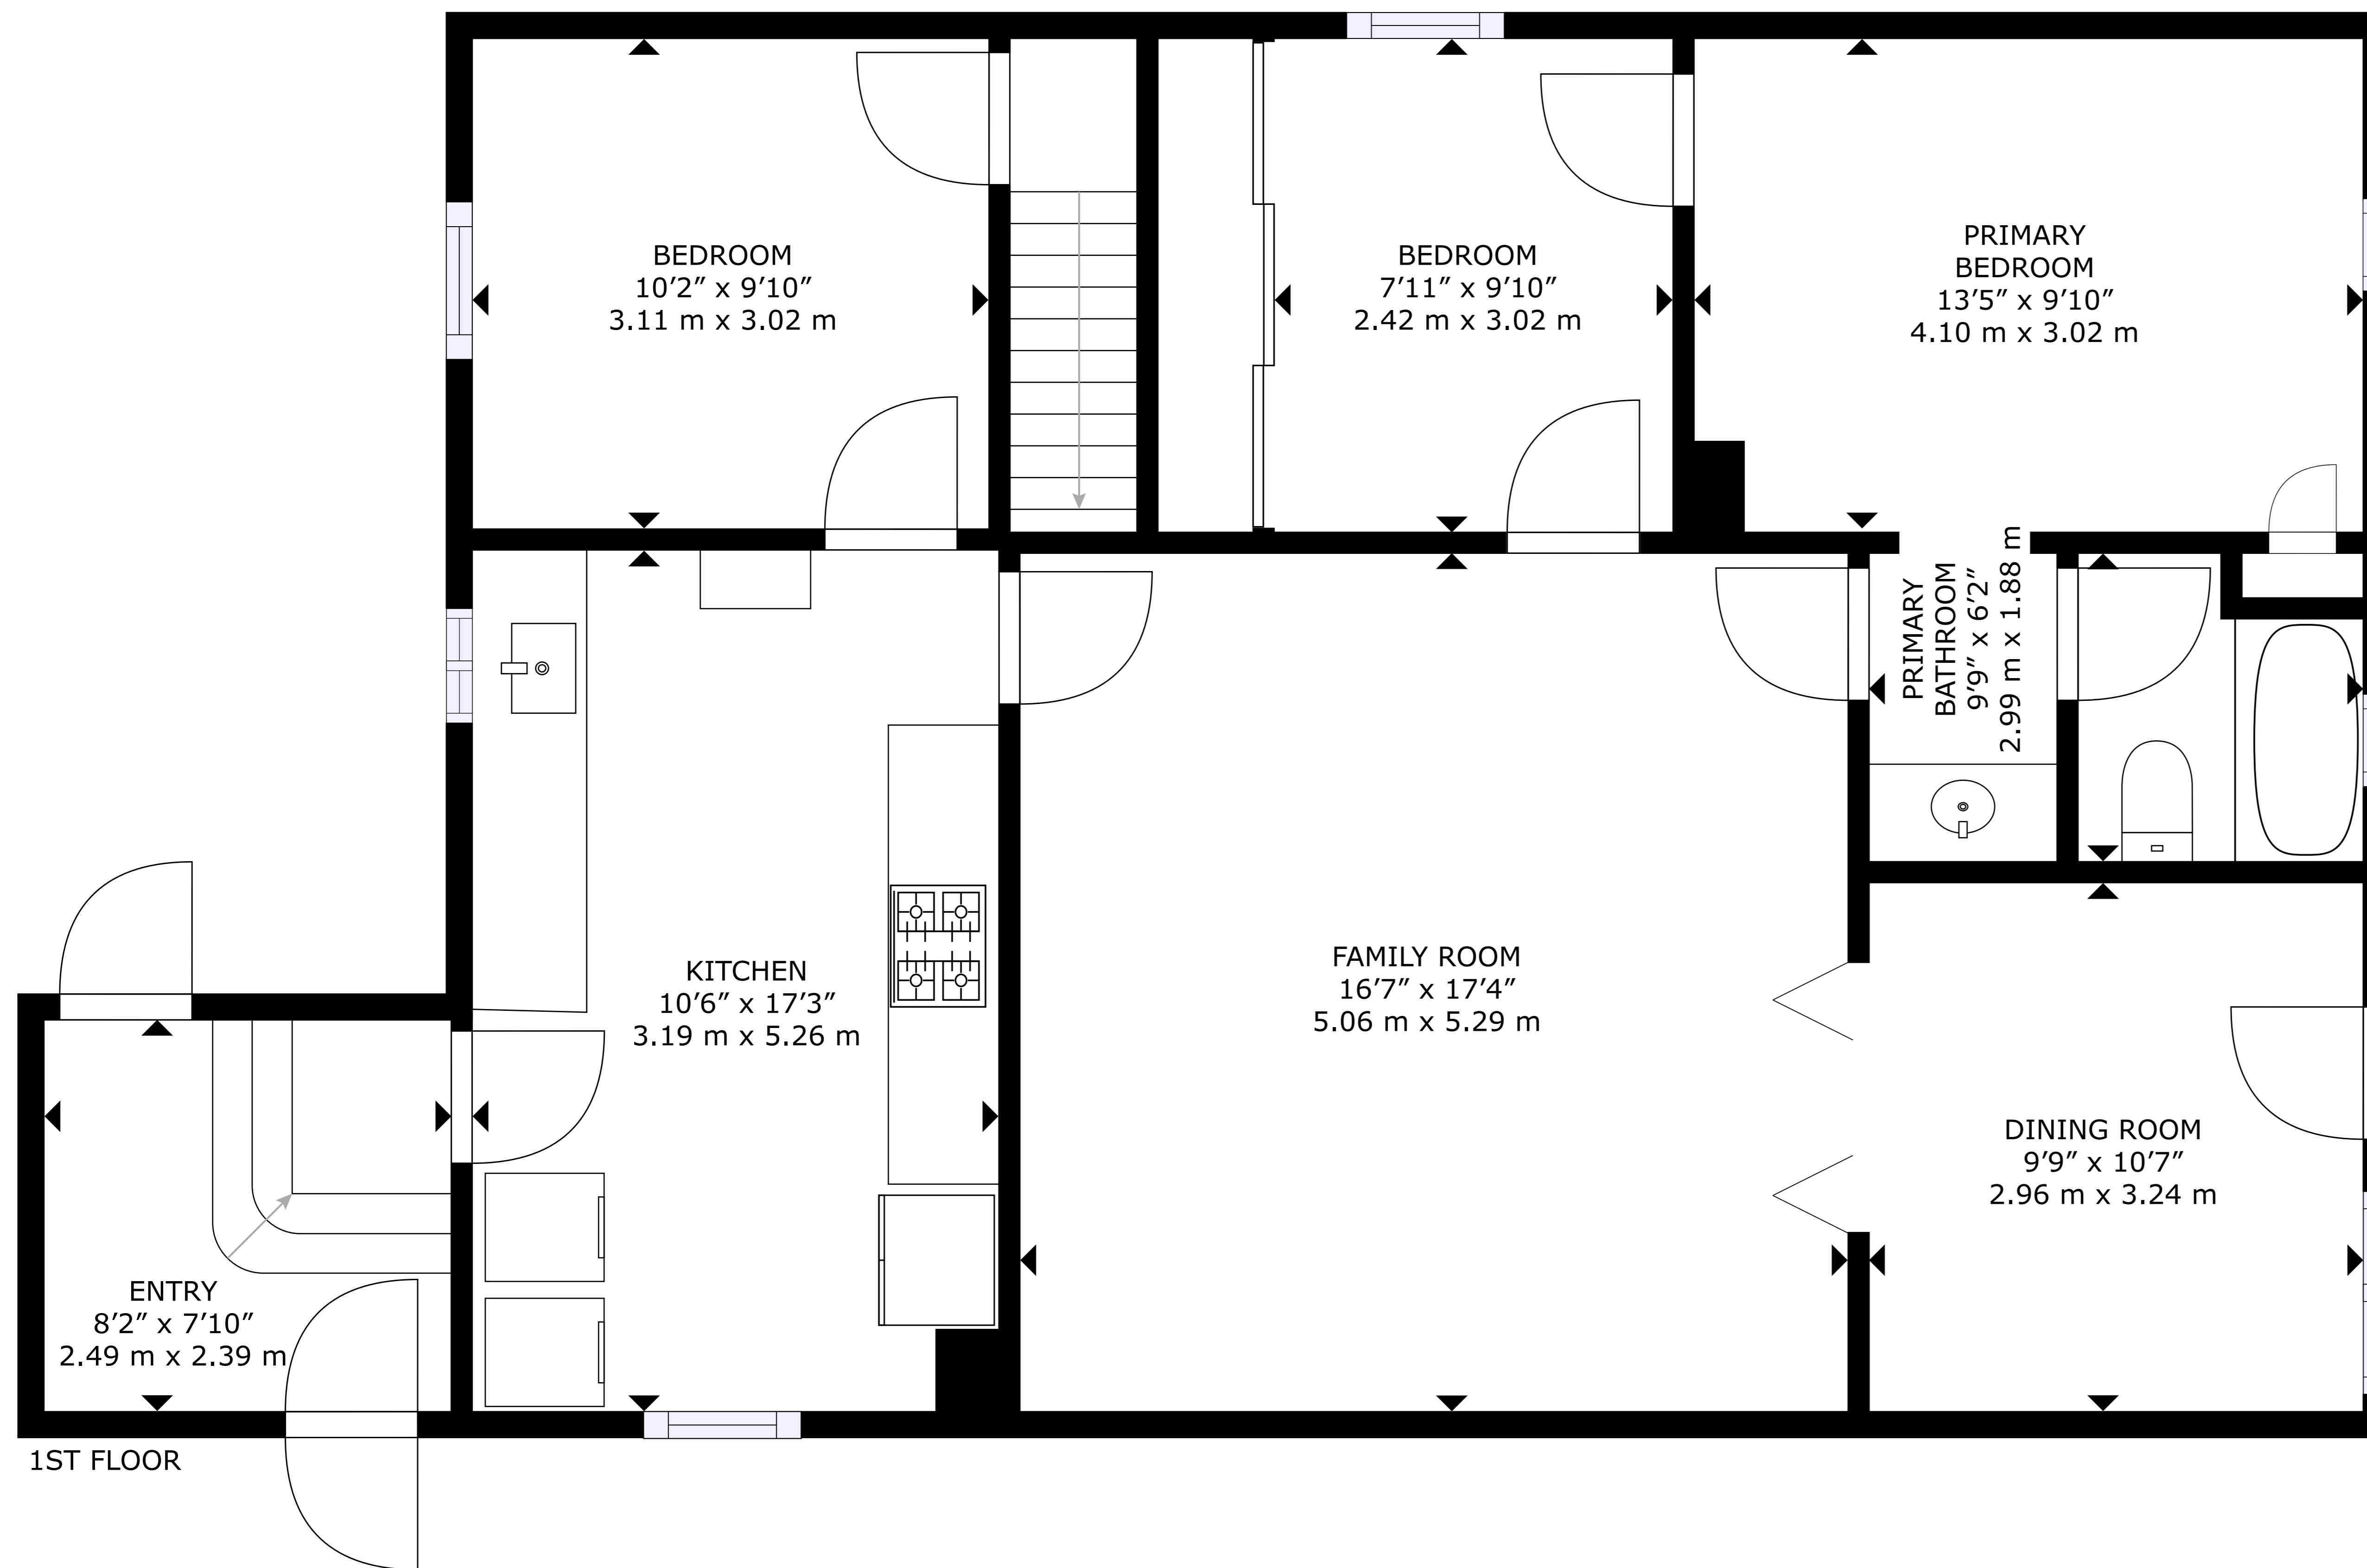 BEDROOM
10’2” x 9’10”
3.11 m x 3.02 m
BEDROOM
7’11” x 9’10”
2.42 m x 3.02 m
PRIMARY
BEDROOM
13’5” x 9’10”
4.10 m x 3.02 m
PRIMARY
BATHROOM
9’9” x 6’2”
2.99 m x 1.88 m
KITCHEN
10’6” x 17’3”
3.19 m x 5.26 m
FAMILY ROOM
16’7” x 17’4”
5.06 m x 5.29 m
DINING ROOM
9’9” x 10’7”
2.96 m x 3.24 m
ENTRY
8’2” x 7’10”
2.49 m x 2.39 m
1ST FLOOR